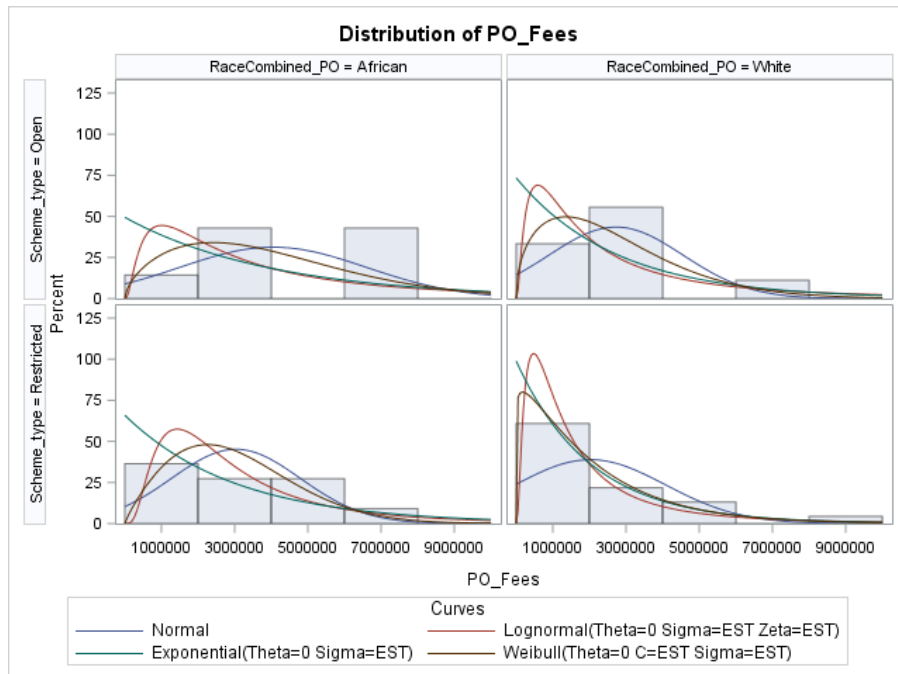 Distribution of PO_Fees
RaceCombined_PO = African
RaceCombined_PO = White
Scheme_type = Open
Scheme_type = Restricted
Percent
125
100
75
50
25
0
125
100
75
50
25
0
1000000 3000000 5000000 7000000 9000000
1000000 3000000 5000000 7000000 9000000
PO_Fees
Curves
Normal
Lognormal(Theta=0 Sigma=EST Zeta=EST)
Exponential(Theta=0 Sigma=EST)
Weibull(Theta=0 C=EST Sigma=EST)